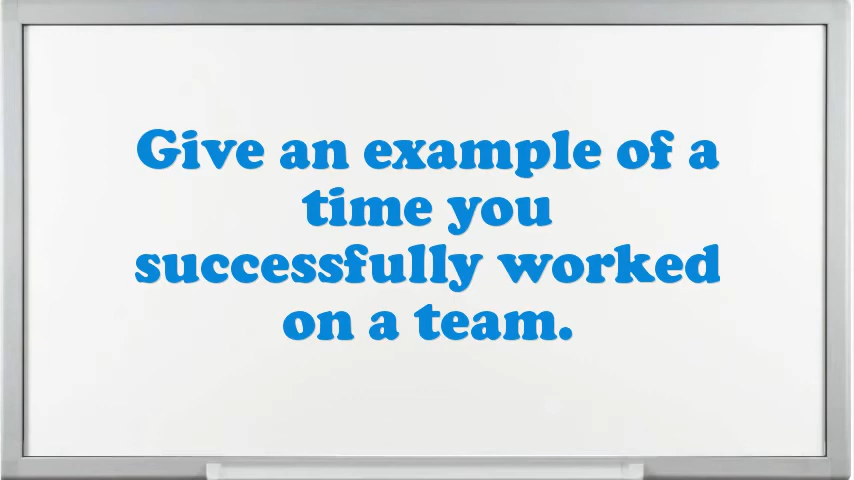 Give an example of a
time you
successfully worked
on a team.